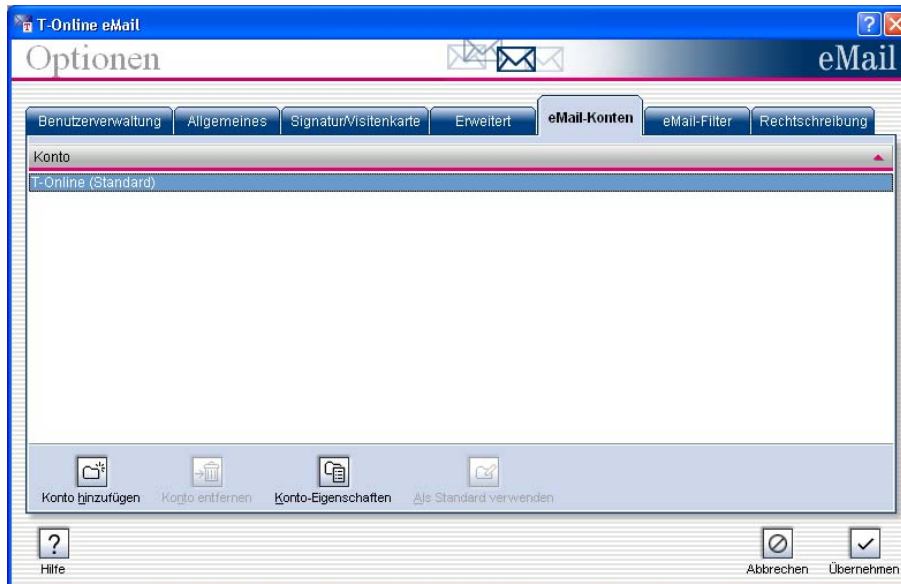 T-Online eMail
Optionen
eMail
Benutzerverwaltung Allgemeines Signatur/Visitenkarte Erweitert eMail-Konten eMail-Filter Rechtschreibung
Konto
T-Online (Standard)
Konto hinzufügen Konto entfernen Konto-Eigenschaften Als Standard verwenden
Hilfe Abbrechen Übernehmen